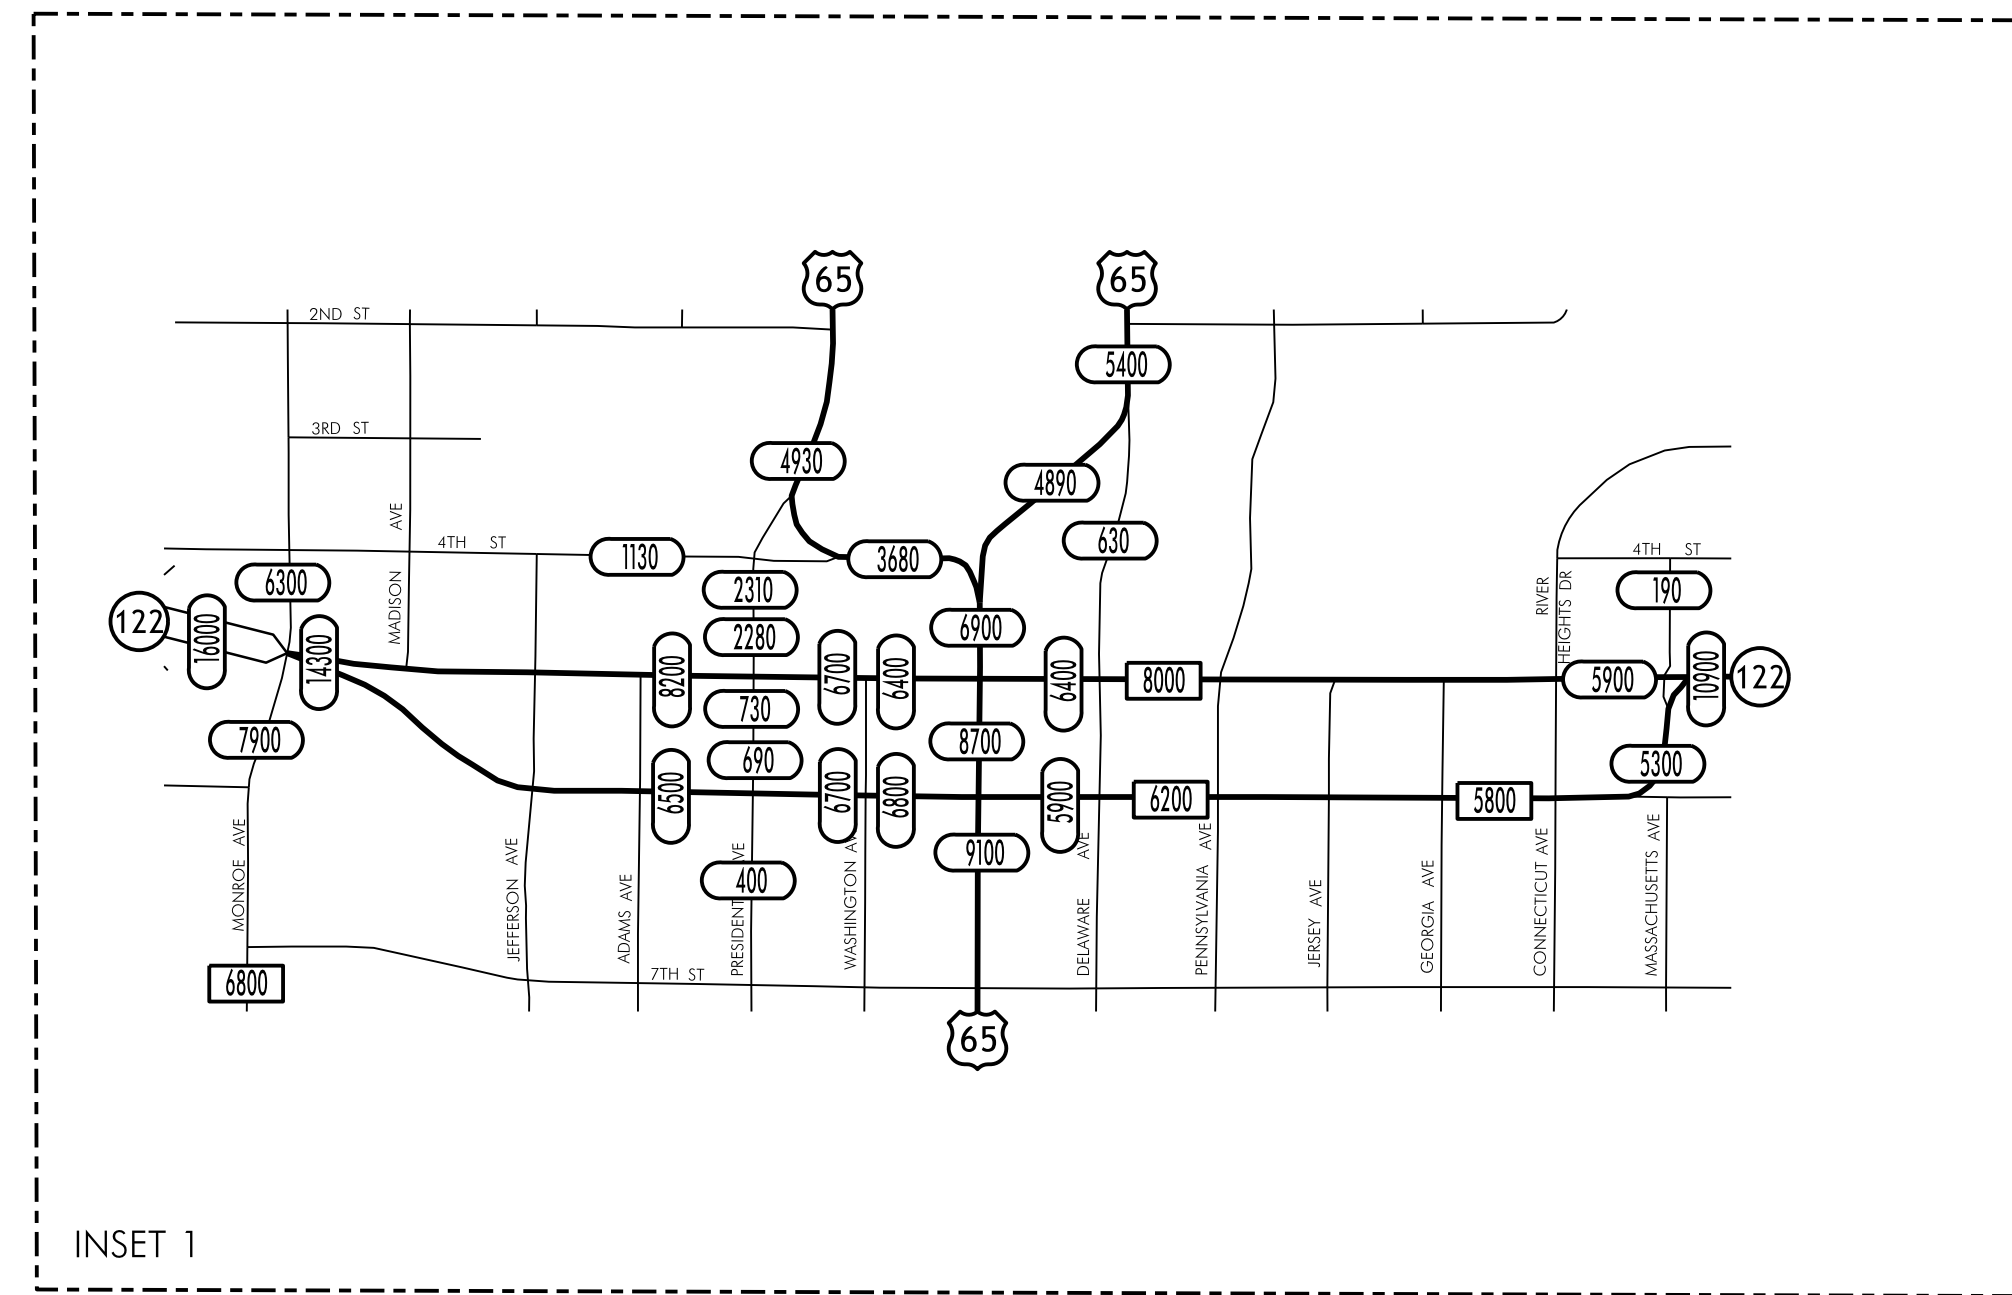 65
65
2ND ST
5400
3RD ST
4930
4890
MADISON AVE
4TH ST
1130
3680
630
4TH ST
6300
2310
190
RIVER
HEIGHTS DR
122
16000
14300
2280
6900
8200
6700
6400
6400
8000
5900
10900
122
730
7900
8700
690
5300
6500
6700
6800
5900
6200
5800
9100
400
MONROE AVE
JEFFERSON AVE
ADAMS AVE
PRESIDENT VE
WASHINGTON AV
DELAWARE AVE
PENNSYLVANIA AVE
JERSEY AVE
GEORGIA AVE
CONNECTICUT AVE
MASSACHUSETTS AVE
7TH ST
6800
65
INSET 1